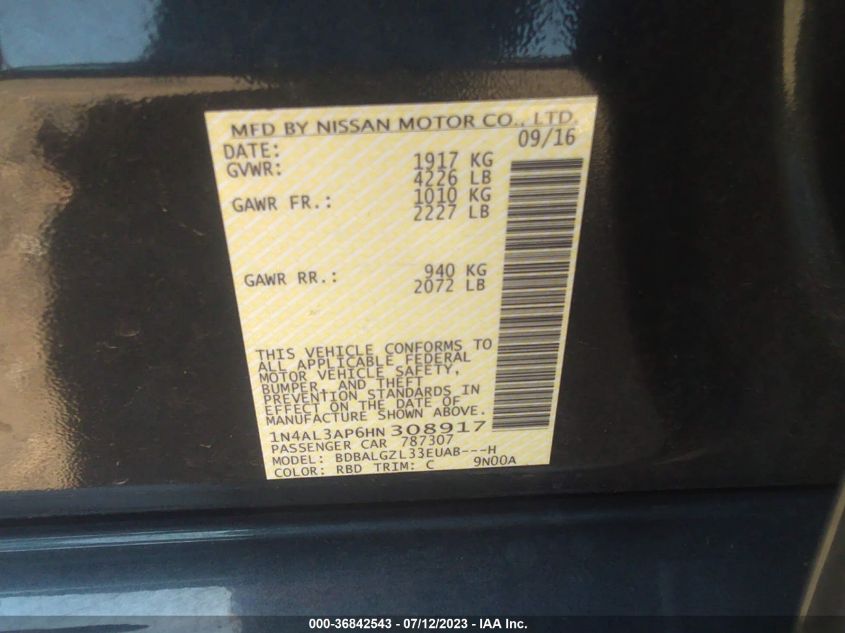 MFD BY NISSAN MOTOR CO., LTD.
DATE: 09/16
GVWR: 1917 KG
4226 LB
GAWR FR.: 1010 KG
2227 LB
GAWR RR.: 940 KG
2072 LB
THIS VEHICLE CONFORMS TO
ALL APPLICABLE FEDERAL
MOTOR VEHICLE SAFETY,
BUMPER, AND THEFT
PREVENTION STANDARDS IN
EFFECT ON THE DATE OF
MANUFACTURE SHOWN ABOVE.
1N4AL3AP6HN 308917
PASSENGER CAR 787307
MODEL: BDBALGZL33EUAB---H
COLOR: RBD TRIM: C 9N00A
000-36842543 - 07/12/2023 - IAA Inc.